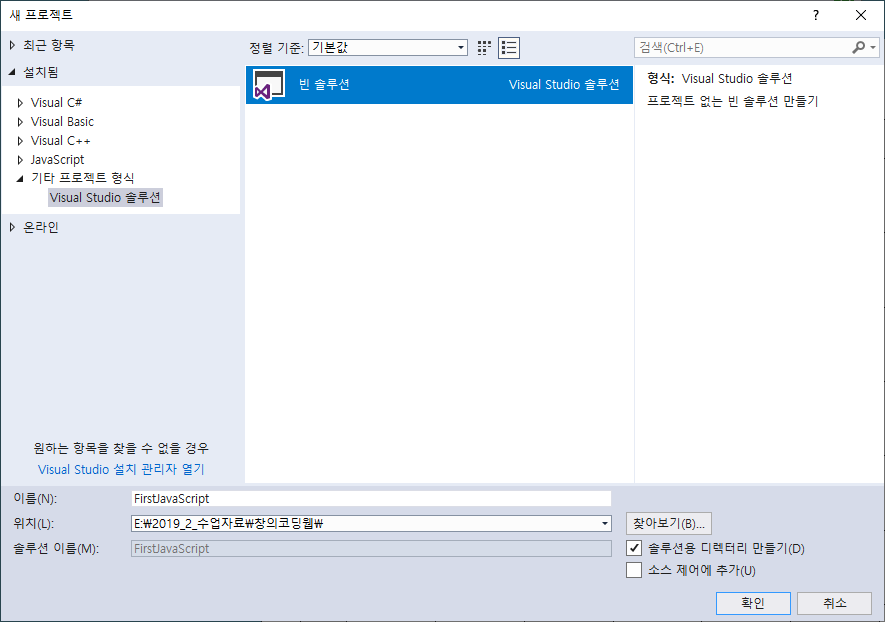 새 프로젝트
?
최근 항목
설치됨
Visual C#
Visual Basic
Visual C++
JavaScript
기타 프로젝트 형식
Visual Studio 솔루션
온라인
원하는 항목을 찾을 수 없을 경우
Visual Studio 설치 관리자 열기
정렬 기준: 기본값
빈 솔루션 Visual Studio 솔루션
검색(Ctrl+E)
형식: Visual Studio 솔루션
프로젝트 없는 빈 솔루션 만들기
이름(N): FirstJavaScript
위치(L): E:₩2019_2_수업자료₩창의코딩웹₩
찾아보기(B)...
솔루션 이름(M): FirstJavaScript
솔루션용 디렉터리 만들기(D)
소스 제어에 추가(U)
확인 취소